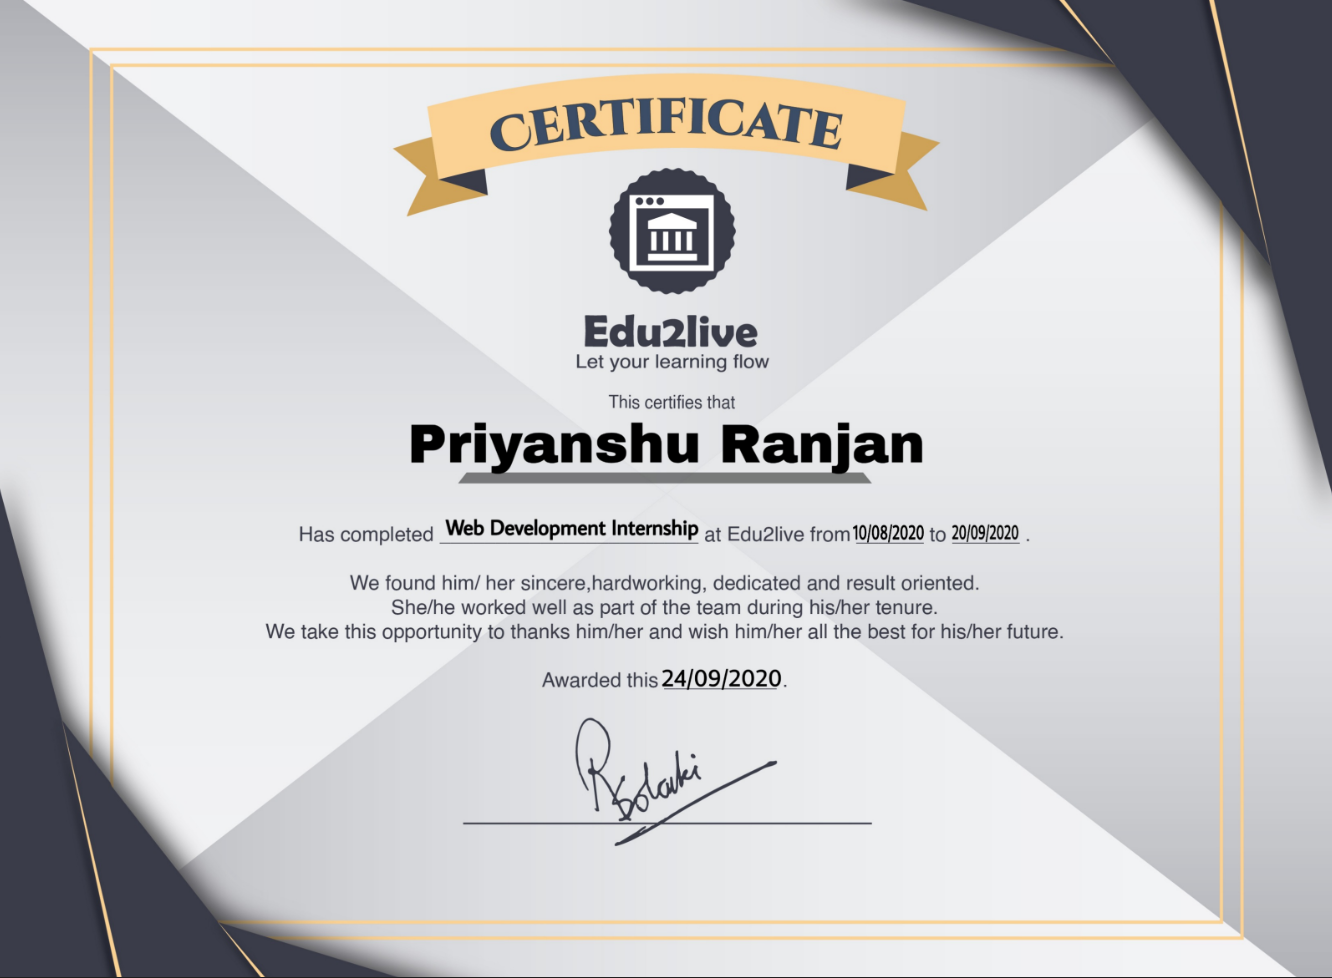 CERTIFICATE
Edu2live
Let your learning flow
This certifies that
Priyanshu Ranjan
Has completed Web Development Internship at Edu2live from 10/08/2020 to 20/09/2020 .
We found him/ her sincere,hardworking, dedicated and result oriented.
She/he worked well as part of the team during his/her tenure.
We take this opportunity to thanks him/her and wish him/her all the best for his/her future.
Awarded this 24/09/2020.